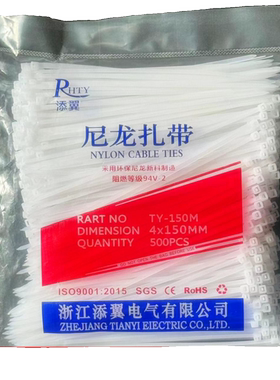 RHTY
添翼
尼龙扎带
NYLON CABLE TIES
采用环保尼龙新料制造
阻燃等级94V-2
RART NO TY-150M
DIMENSION 4x150MM
QUANTITY 500PCS
ISO9001:2015 SGS CE RoHS
浙江添翼电气有限公司
ZHEJIANG TIANYI EIECTRIC CO.,LTD.